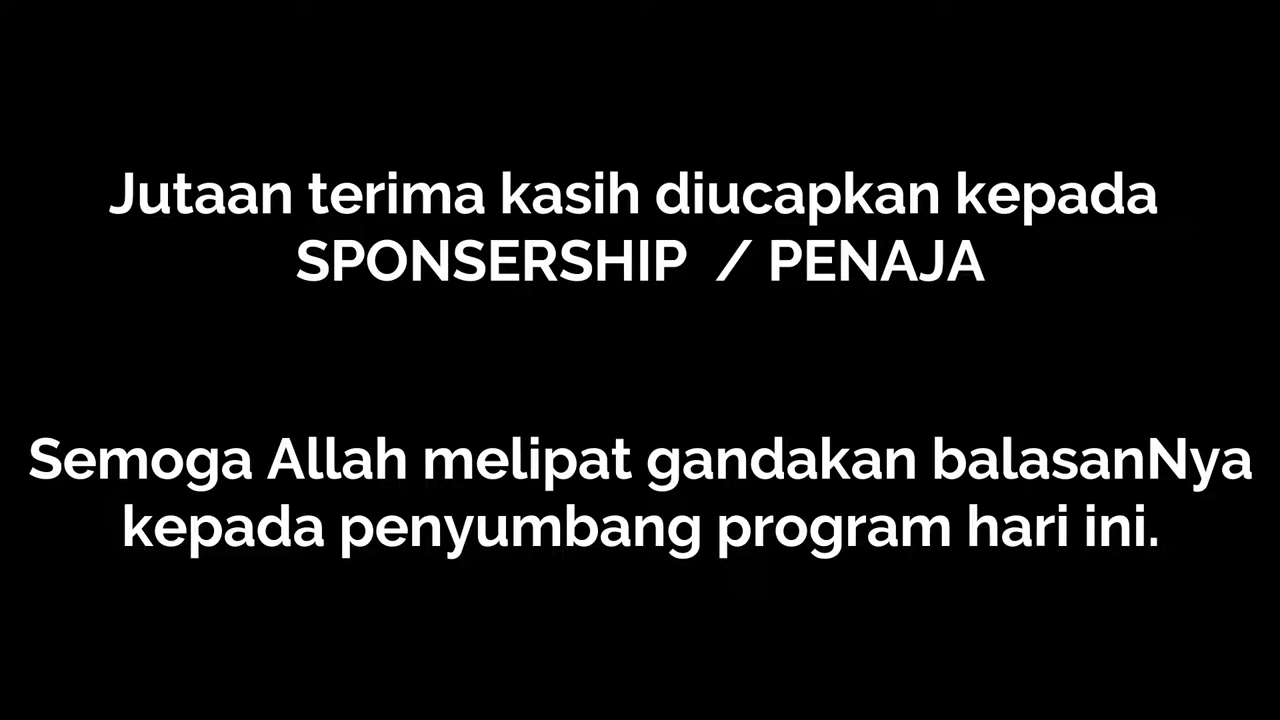 Jutaan terima kasih diucapkan kepada
SPONSERSHIP / PENAJA
Semoga Allah melipat gandakan balasanNya
kepada penyumbang program hari ini.